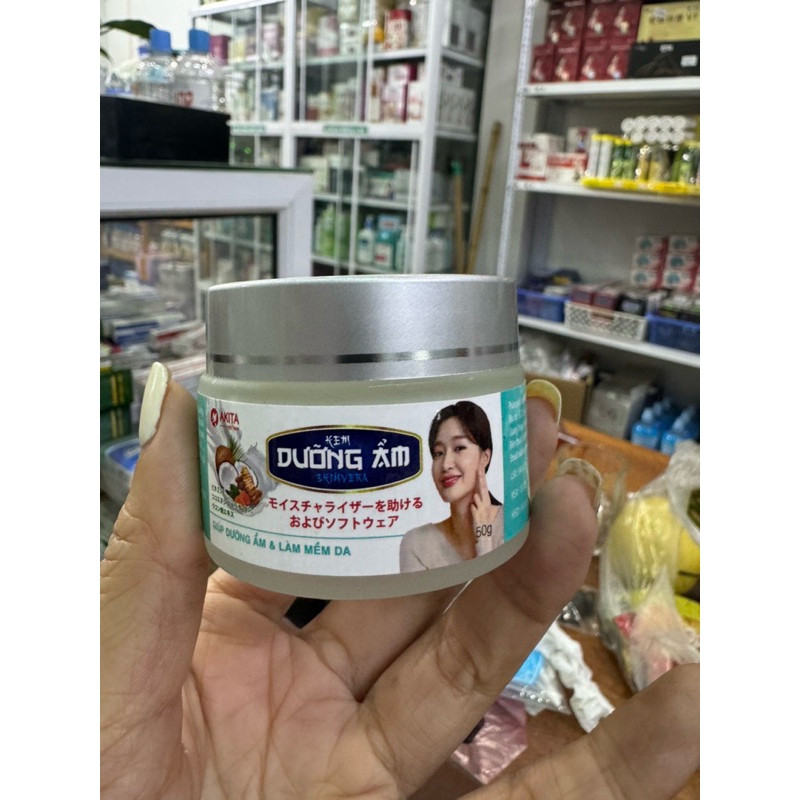 AKITA
KEM
DƯỠNG ẨM
SHIMVERA
モイスチャライザーを助ける
およびソフトウェア
GIÚP DƯỠNG ẨM & LÀM MỀM DA
50g